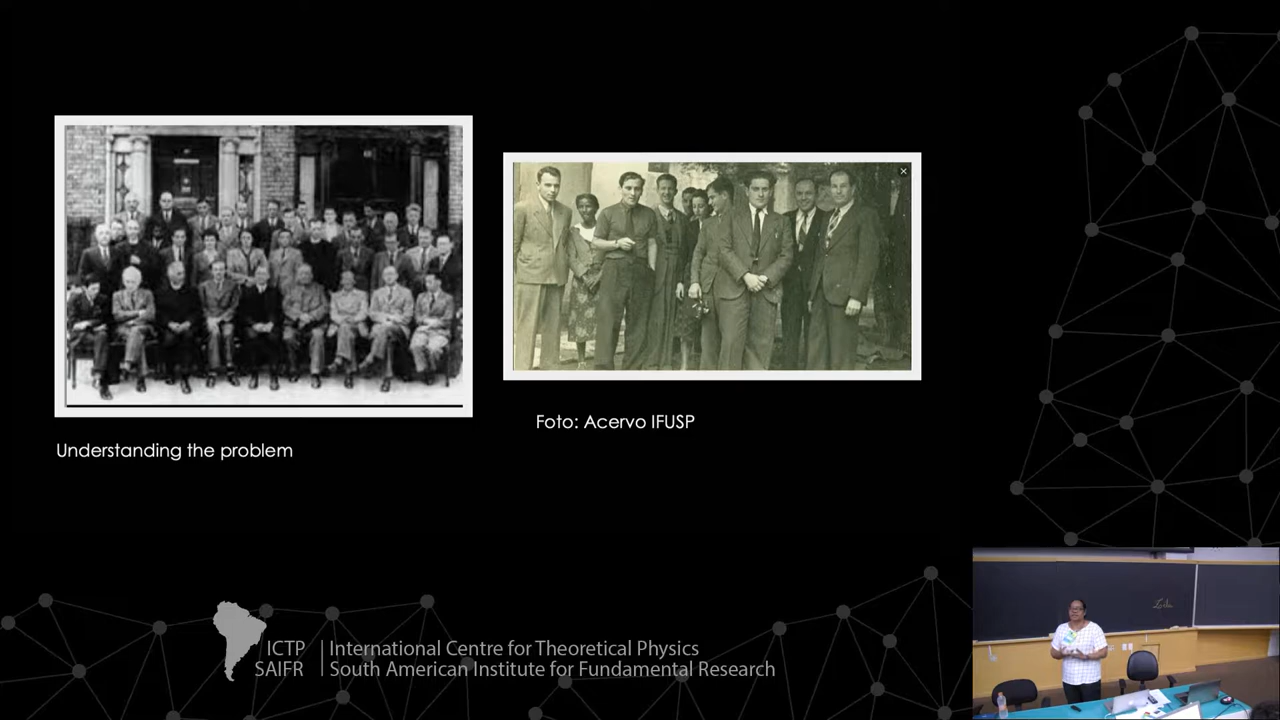 Understanding the problem
Foto: Acervo IFUSP
ICTP
SAIFR
International Centre for Theoretical Physics
South American Institute for Fundamental Research